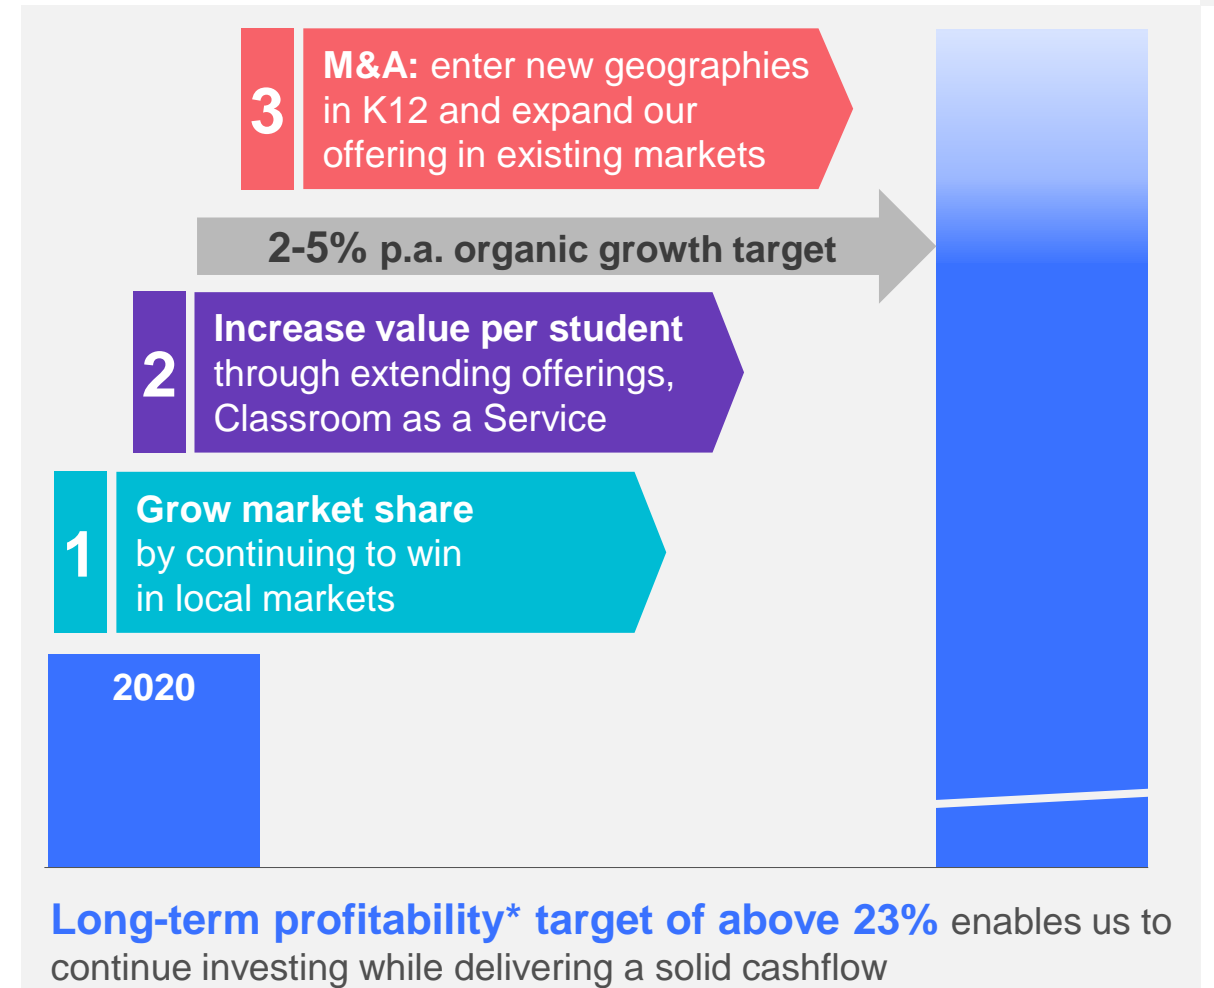 3
M&A: enter new geographies
in K12 and expand our
offering in existing markets
2-5% p.a. organic growth target
2
Increase value per student
through extending offerings,
Classroom as a Service
1
Grow market share
by continuing to win
in local markets
2020
Long-term profitability* target of above 23% enables us to
continue investing while delivering a solid cashflow